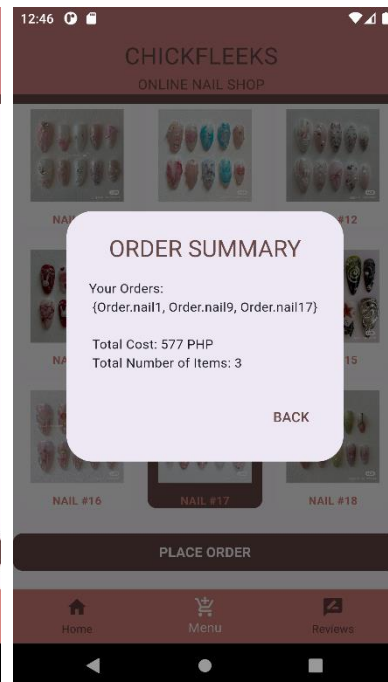 12:46
CHICKFLEEKS
ONLINE NAIL SHOP
#12
ORDER SUMMARY
Your Orders:
{Order.nail1, Order.nail9, Order.nail17}
Total Cost: 577 PHP
Total Number of Items: 3
BACK
NAIL #16
NAIL #17
NAIL #18
PLACE ORDER
Home
Menu
Reviews